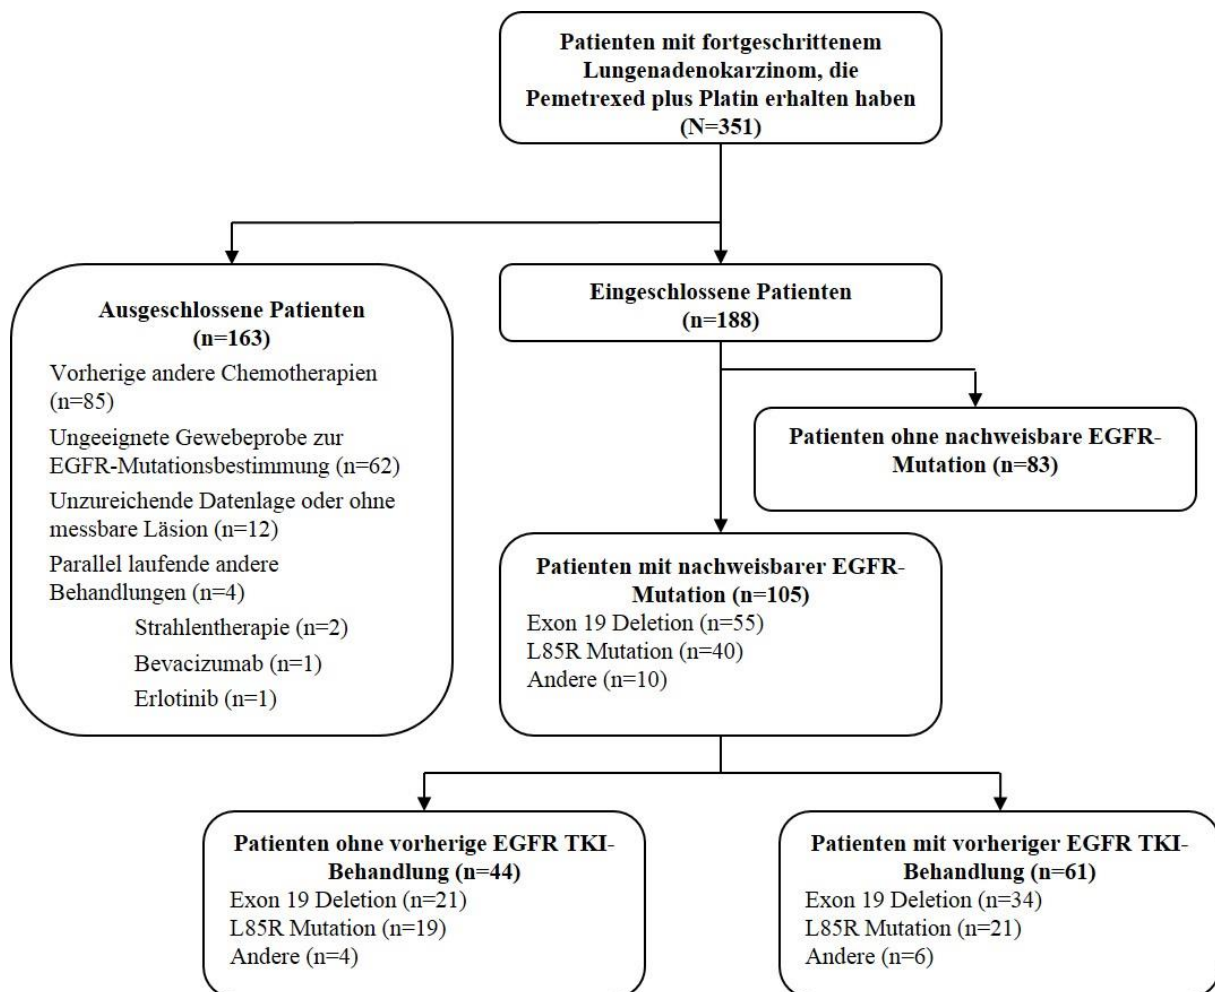 Patienten mit fortgeschrittenem
Lungenadenokarzinom, die
Pemetrexed plus Platin erhalten haben
(N=351)
Ausgeschlossene Patienten
(n=163)
Vorherige andere Chemotherapien
(n=85)
Ungeeignete Gewebeprobe zur
EGFR-Mutationsbestimmung (n=62)
Unzureichende Datenlage oder ohne
messbare Läsion (n=12)
Parallel laufende andere
Behandlungen (n=4)
Strahlentherapie (n=2)
Bevacizumab (n=1)
Erlotinib (n=1)
Eingeschlossene Patienten
(n=188)
Patienten ohne nachweisbare EGFR-
Mutation (n=83)
Patienten mit nachweisbarer EGFR-
Mutation (n=105)
Exon 19 Deletion (n=55)
L85R Mutation (n=40)
Andere (n=10)
Patienten ohne vorherige EGFR TKI-
Behandlung (n=44)
Exon 19 Deletion (n=21)
L85R Mutation (n=19)
Andere (n=4)
Patienten mit vorheriger EGFR TKI-
Behandlung (n=61)
Exon 19 Deletion (n=34)
L85R Mutation (n=21)
Andere (n=6)